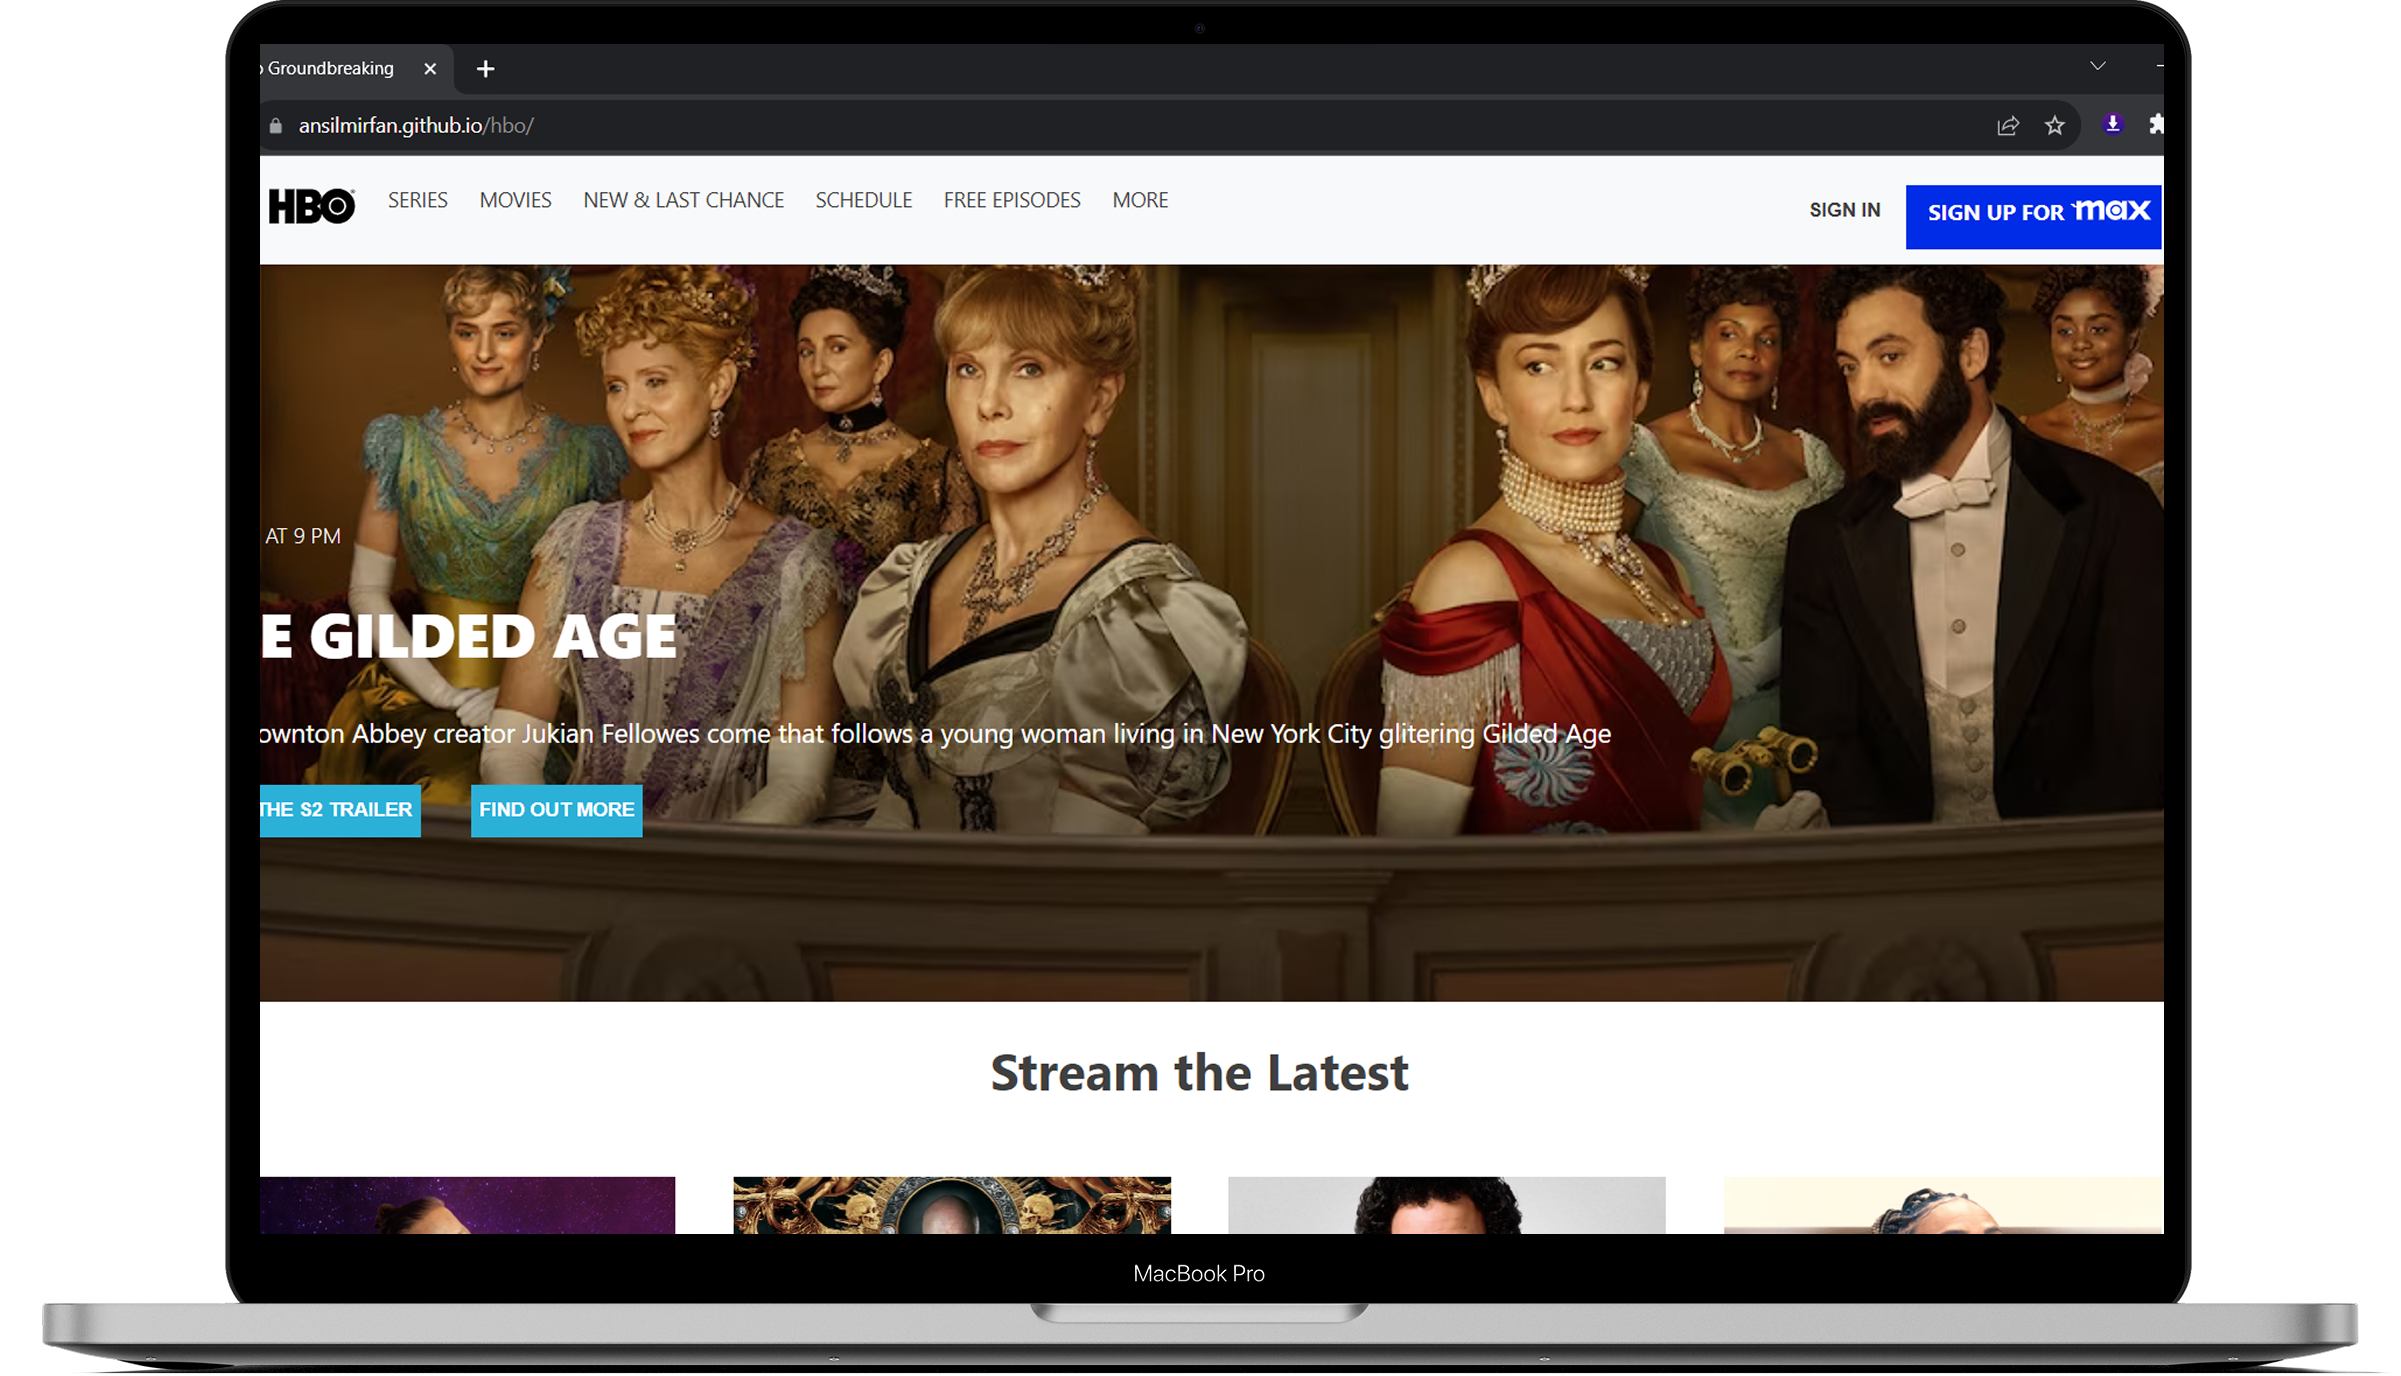 Groundbreaking
ansilmirfan.github.io/hbo/
HBO SERIES MOVIES NEW & LAST CHANCE SCHEDULE FREE EPISODES MORE SIGN IN SIGN UP FOR max
AT 9 PM
E GILDED AGE
ownton Abbey creator Jukian Fellowes come that follows a young woman living in New York City glitering Gilded Age
THE S2 TRAILER FIND OUT MORE
Stream the Latest
MacBook Pro